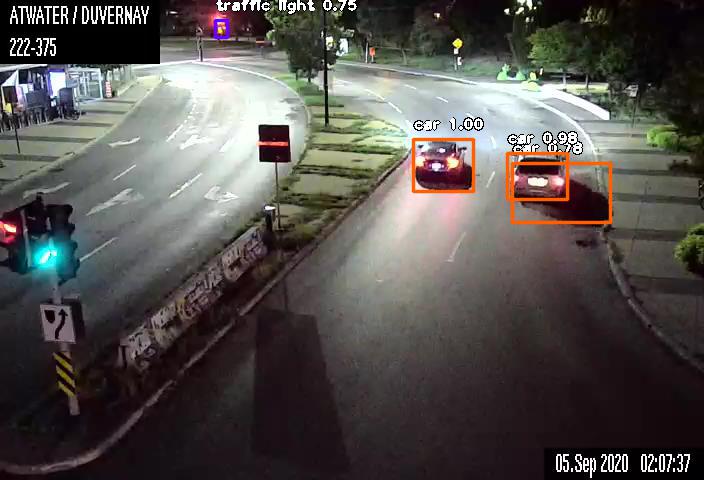 traffic light 0.75
ATWATER / DUVERNAY
222-375
car 1.00
car 0.98
car 0.78
05.Sep 2020 02:07:37